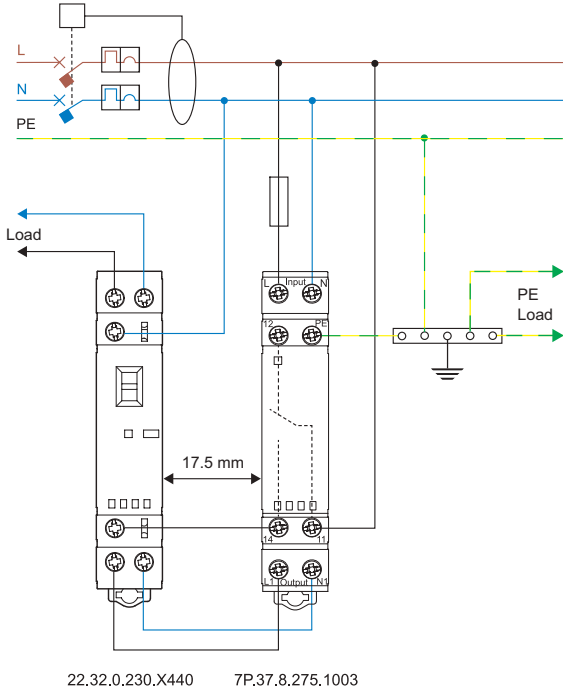 L
N
PE
Load
L Input N
12 PE
PE
Load
17.5 mm
14 11
L1 Output N1
22.32.0.230.X440 7P.37.8.275.1003